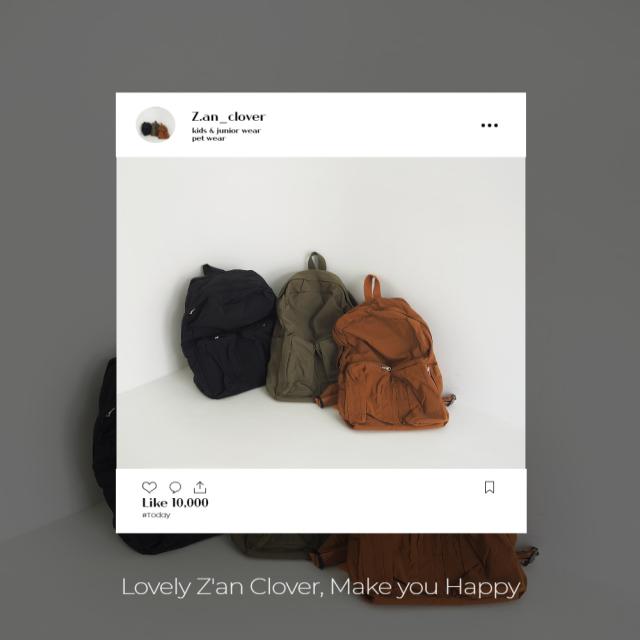 Z.an_clover
kids & junior wear
pet wear
Like 10,000
#Today
Lovely Z'an Clover, Make you Happy